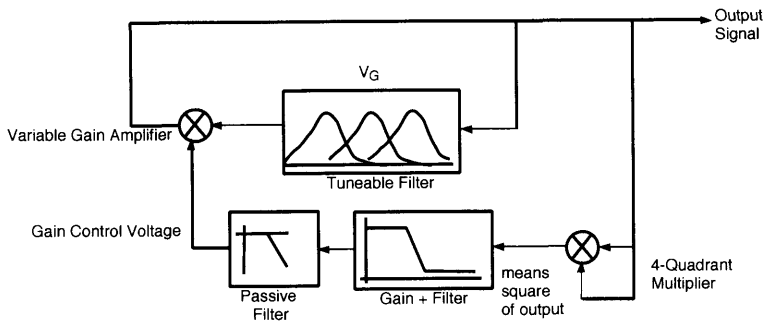 Output
Signal
VG
Variable Gain Amplifier
Tuneable Filter
Gain Control Voltage
4-Quadrant
Multiplier
means
square
of output
Passive
Filter
Gain + Filter